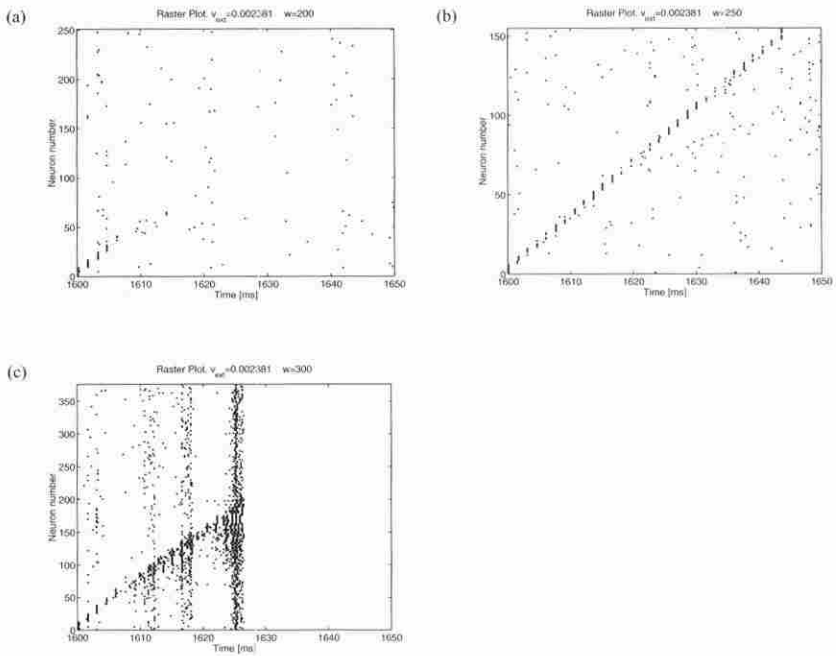 (a)
Raster Plot. v_ext=0.002381 w=200
250
200
150
100
50
0
Neuron number
1600 1610 1620 1630 1640 1650
Time [ms]
(b)
Raster Plot. v_ext=0.002381 w=250
150
100
50
0
Neuron number
1600 1610 1620 1630 1640 1650
Time [ms]
(c)
Raster Plot. v_ext=0.002381 w=300
350
300
250
200
150
100
50
0
Neuron number
1600 1610 1620 1630 1640 1650
Time [ms]